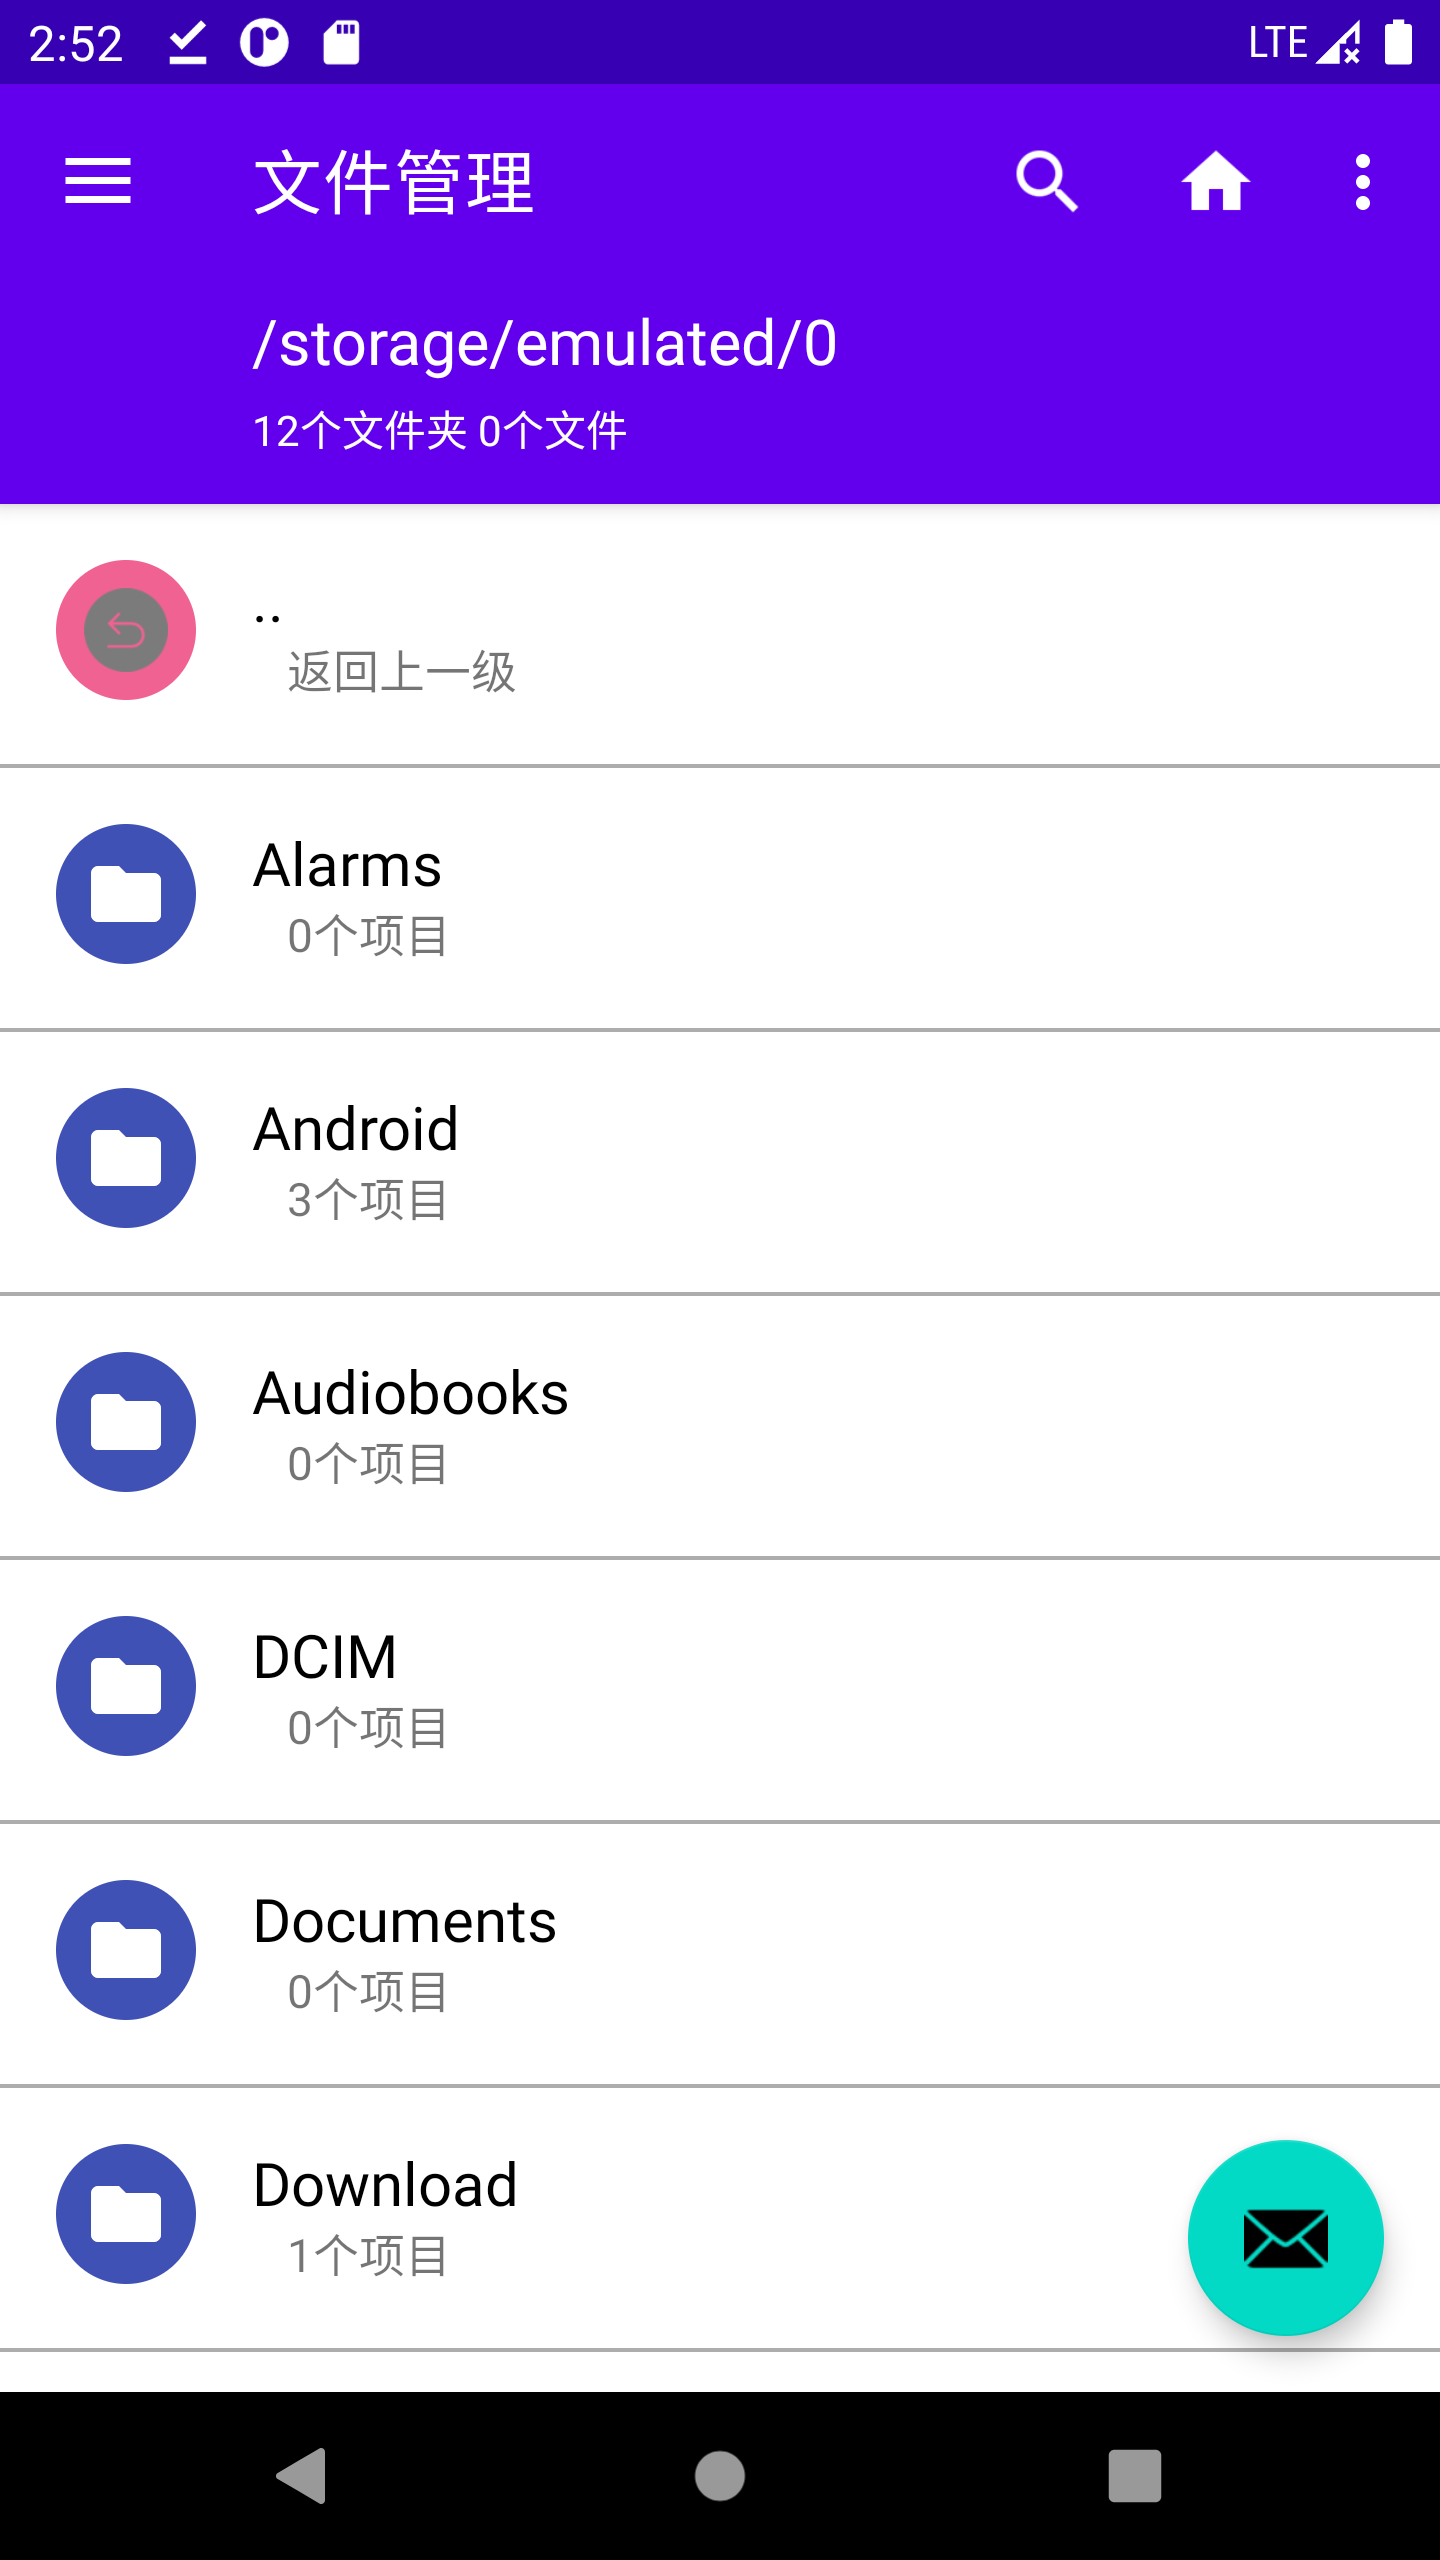 2:52
LTE
文件管理
/storage/emulated/0
12个文件夹 0个文件
..
返回上一级
Alarms
0个项目
Android
3个项目
Audiobooks
0个项目
DCIM
0个项目
Documents
0个项目
Download
1个项目